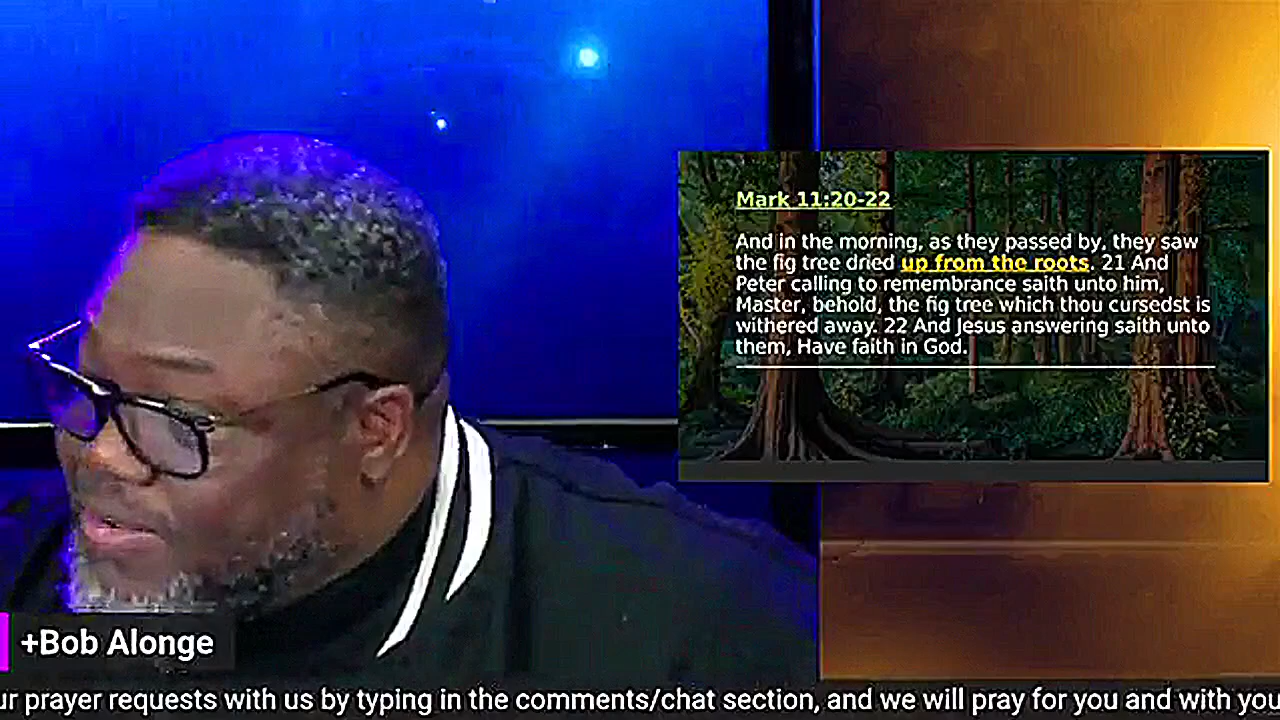 Mark 11:20-22
And in the morning, as they passed by, they saw
the fig tree dried up from the roots. 21 And
Peter calling to remembrance saith unto him,
Master, behold, the fig tree which thou cursedst is
withered away. 22 And Jesus answering saith unto
them, Have faith in God.
+Bob Alonge
ur prayer requests with us by typing in the comments/chat section, and we will pray for you and with you